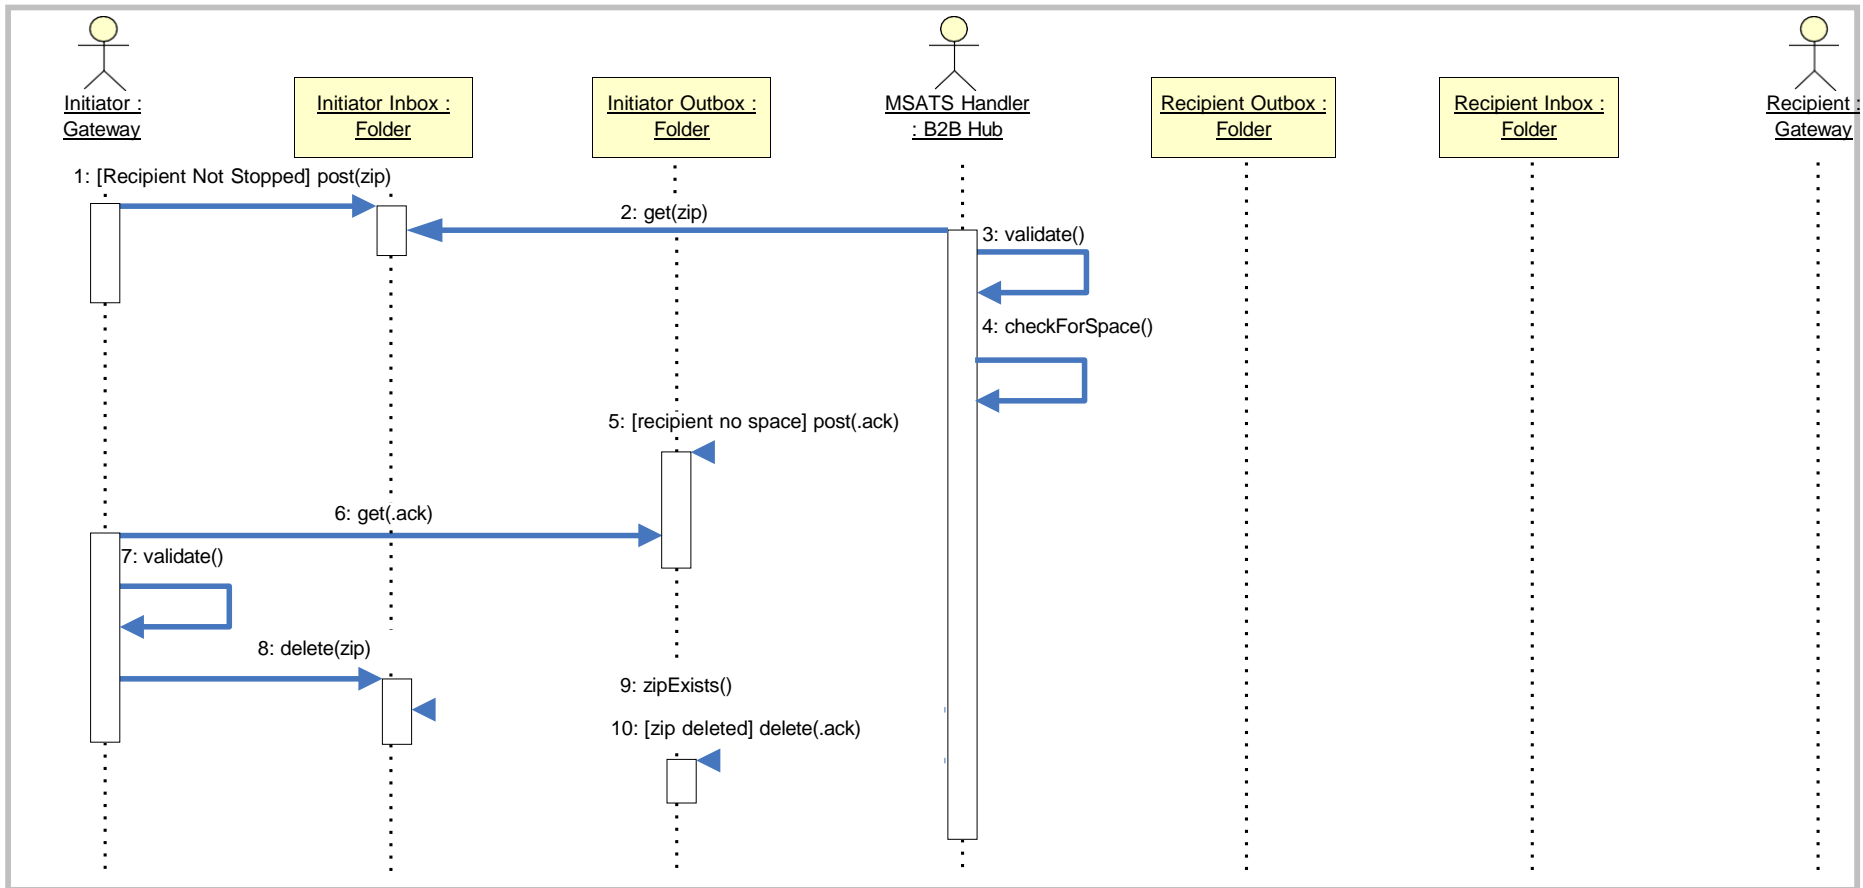 Initiator :
Gateway
Initiator Inbox :
Folder
Initiator Outbox :
Folder
MSATS Handler
: B2B Hub
Recipient Outbox :
Folder
Recipient Inbox :
Folder
Recipient :
Gateway
1: [Recipient Not Stopped] post(zip)
2: get(zip)
3: validate()
4: checkForSpace()
5: [recipient no space] post(.ack)
6: get(.ack)
7: validate()
8: delete(zip)
9: zipExists()
10: [zip deleted] delete(.ack)